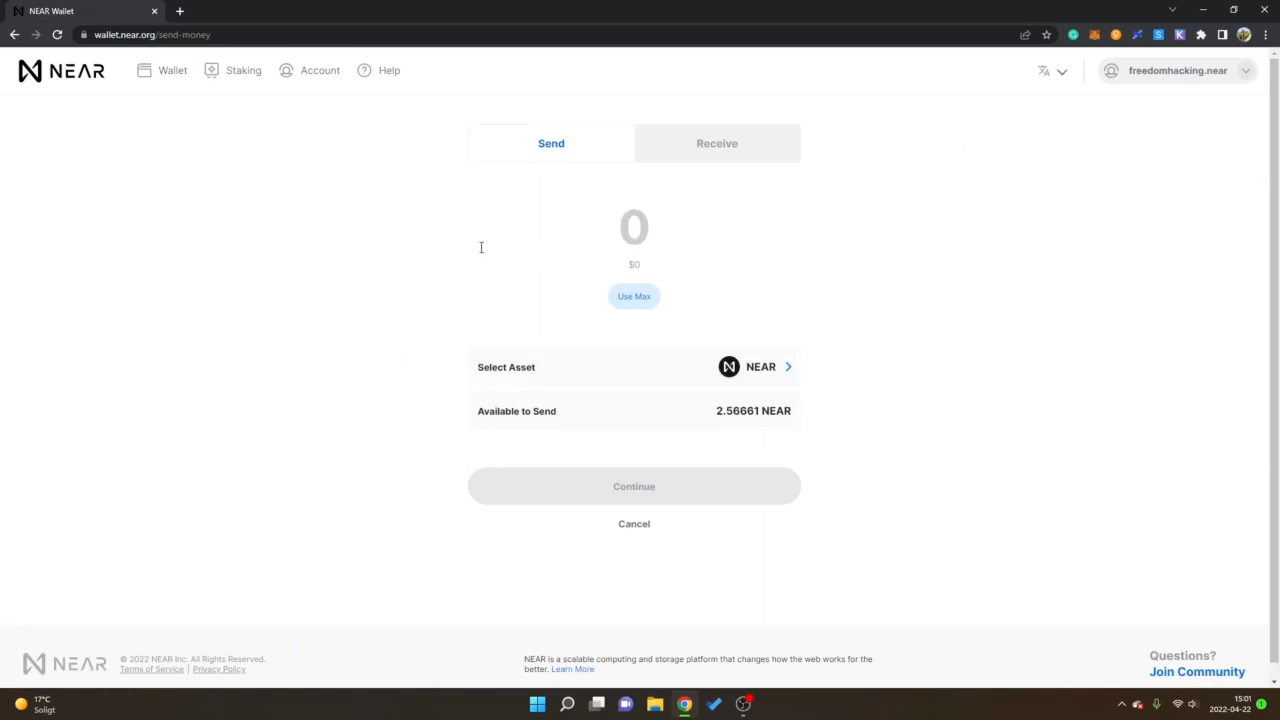 NEAR Wallet
wallet.near.org/send-money
NEAR
Wallet
Staking
Account
Help
freedomhacking.near
Send
Receive
0
$0
Use Max
Select Asset
NEAR
Available to Send
2.56661 NEAR
Continue
Cancel
NEAR
© 2022 NEAR Inc. All Rights Reserved.
Terms of Service | Privacy Policy
NEAR is a scalable computing and storage platform that changes how the web works for the
better. Learn More
Questions?
Join Community
17°C
Soligt
15:01
2022-04-22
1